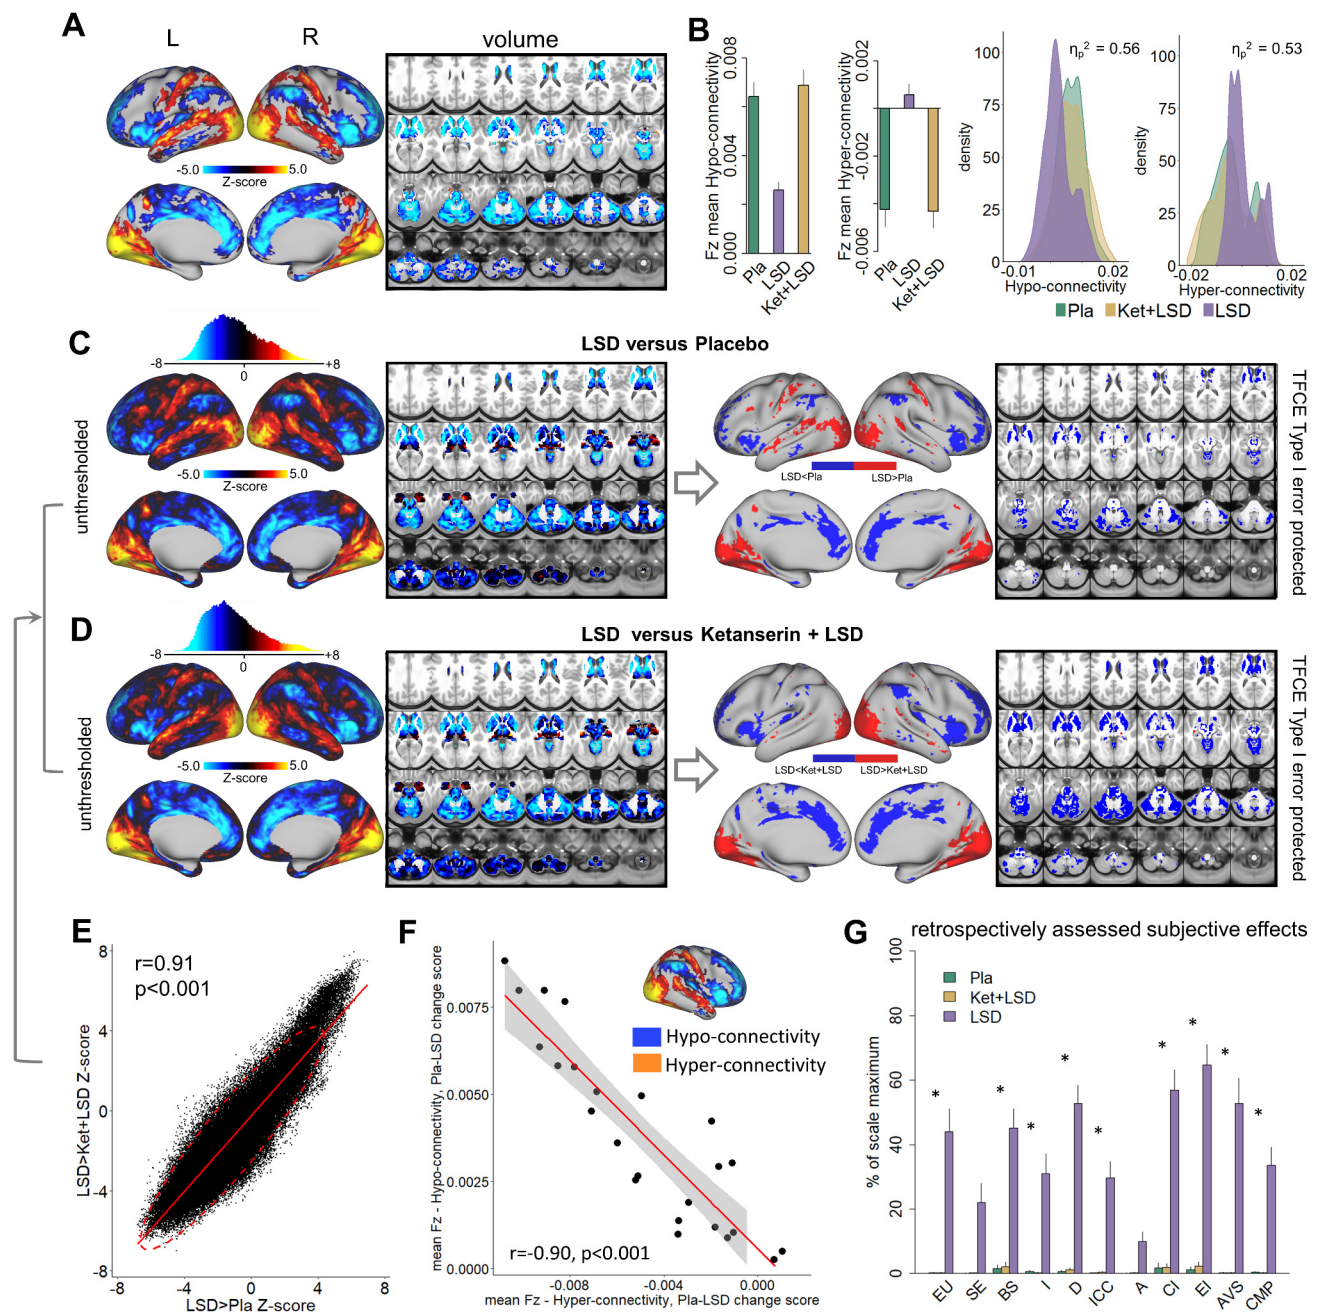 A
L
R
volume
-5.0
5.0
Z-score
B
Fz mean Hypo-connectivity
0.008
0.004
0.000
Pla
LSD
Ket+LSD
Fz mean Hyper-connectivity
0.002
-0.002
-0.006
Pla
LSD
Ket+LSD
density
100
75
50
25
0
ηp² = 0.56
-0.01
0.02
Hypo-connectivity
density
100
75
50
25
0
ηp² = 0.53
-0.02
0.02
Hyper-connectivity
Pla
Ket+LSD
LSD
C
LSD versus Placebo
-8
0
+8
unthresholded
-5.0
5.0
Z-score
LSD<Pla
LSD>Pla
TFCE Type I error protected
D
LSD versus Ketanserin + LSD
-8
0
+8
unthresholded
-5.0
5.0
Z-score
LSD<Ket+LSD
LSD>Ket+LSD
TFCE Type I error protected
E
r=0.91
p<0.001
LSD>Ket+LSD Z-score
8
4
0
-4
-8
-8
-4
0
4
8
LSD>Pla Z-score
F
mean Fz - Hypo-connectivity, Pla-LSD change score
0.0075
0.0050
0.0025
0.0000
Hypo-connectivity
Hyper-connectivity
r=-0.90, p<0.001
-0.008
-0.004
0.000
mean Fz - Hyper-connectivity, Pla-LSD change score
G
retrospectively assessed subjective effects
% of scale maximum
100
80
60
40
20
0
Pla
Ket+LSD
LSD
*
*
*
*
*
*
*
*
*
EU
SE
BS
I
D
ICC
A
CI
EI
AVS
CMP